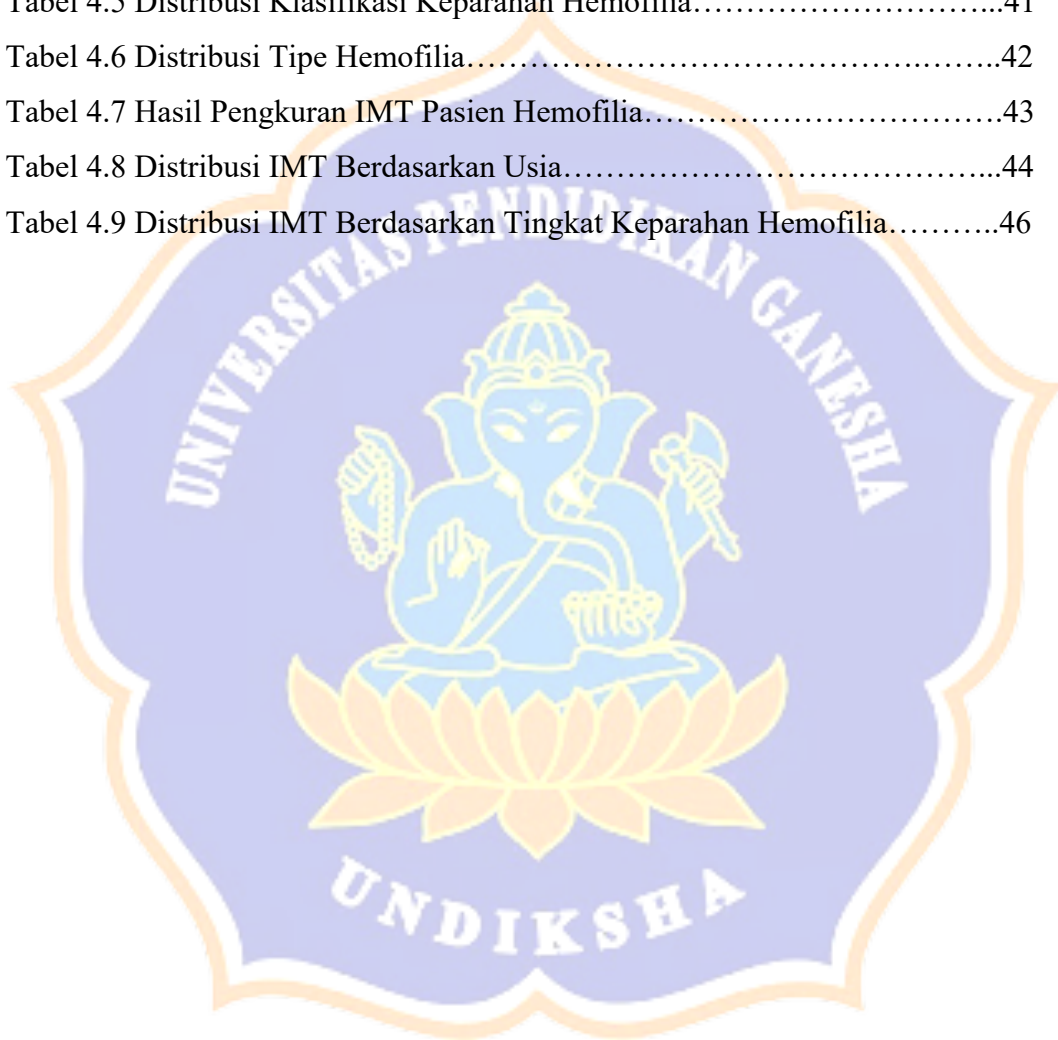 Tabel 4.5 Distribusi Klasifikasi Keparahan Hemofilia………………………...41
Tabel 4.6 Distribusi Tipe Hemofilia………………………………….……..42
Tabel 4.7 Hasil Pengkuran IMT Pasien Hemofilia……………………………….43
Tabel 4.8 Distribusi IMT Berdasarkan Usia…………………………………...44
Tabel 4.9 Distribusi IMT Berdasarkan Tingkat Keparahan Hemofilia………..46
UNIVERSITAS PENDIDIKAN GANESHA
UNDIKSHA